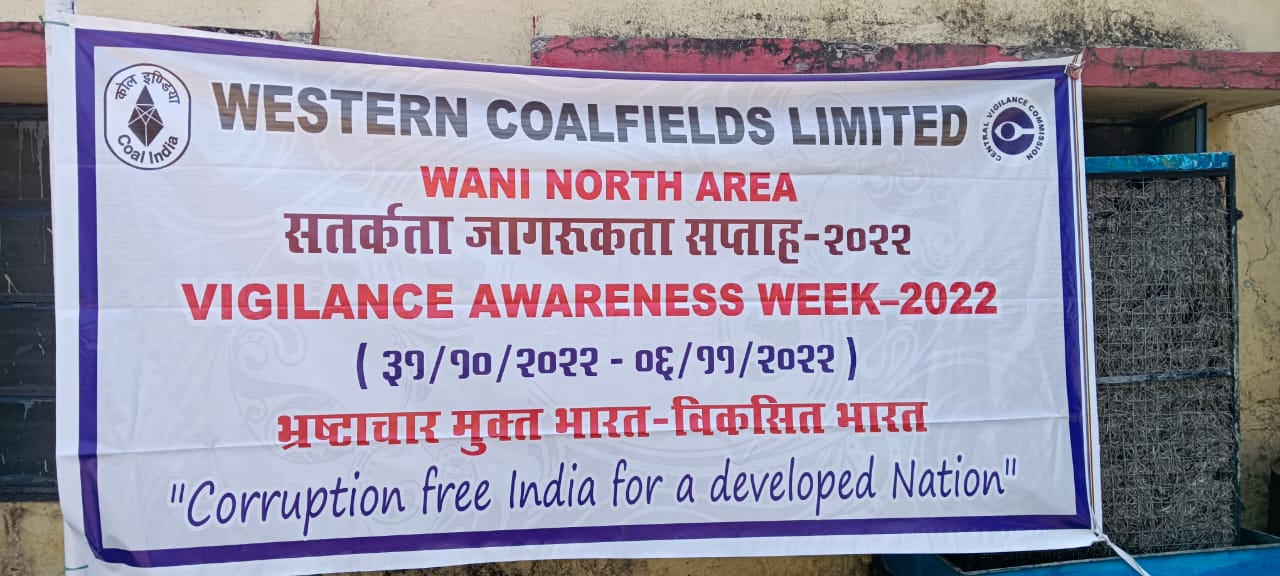 कोल इण्डिया
Coal India
WESTERN COALFIELDS LIMITED
CENTRAL VIGILANCE COMMISSION
WANI NORTH AREA
सतर्कता जागरूकता सप्ताह-२०२२
VIGILANCE AWARENESS WEEK–2022
( ३१/१०/२०२२ - ०६/११/२०२२ )
भ्रष्टाचार मुक्त भारत-विकसित भारत
"Corruption free India for a developed Nation"